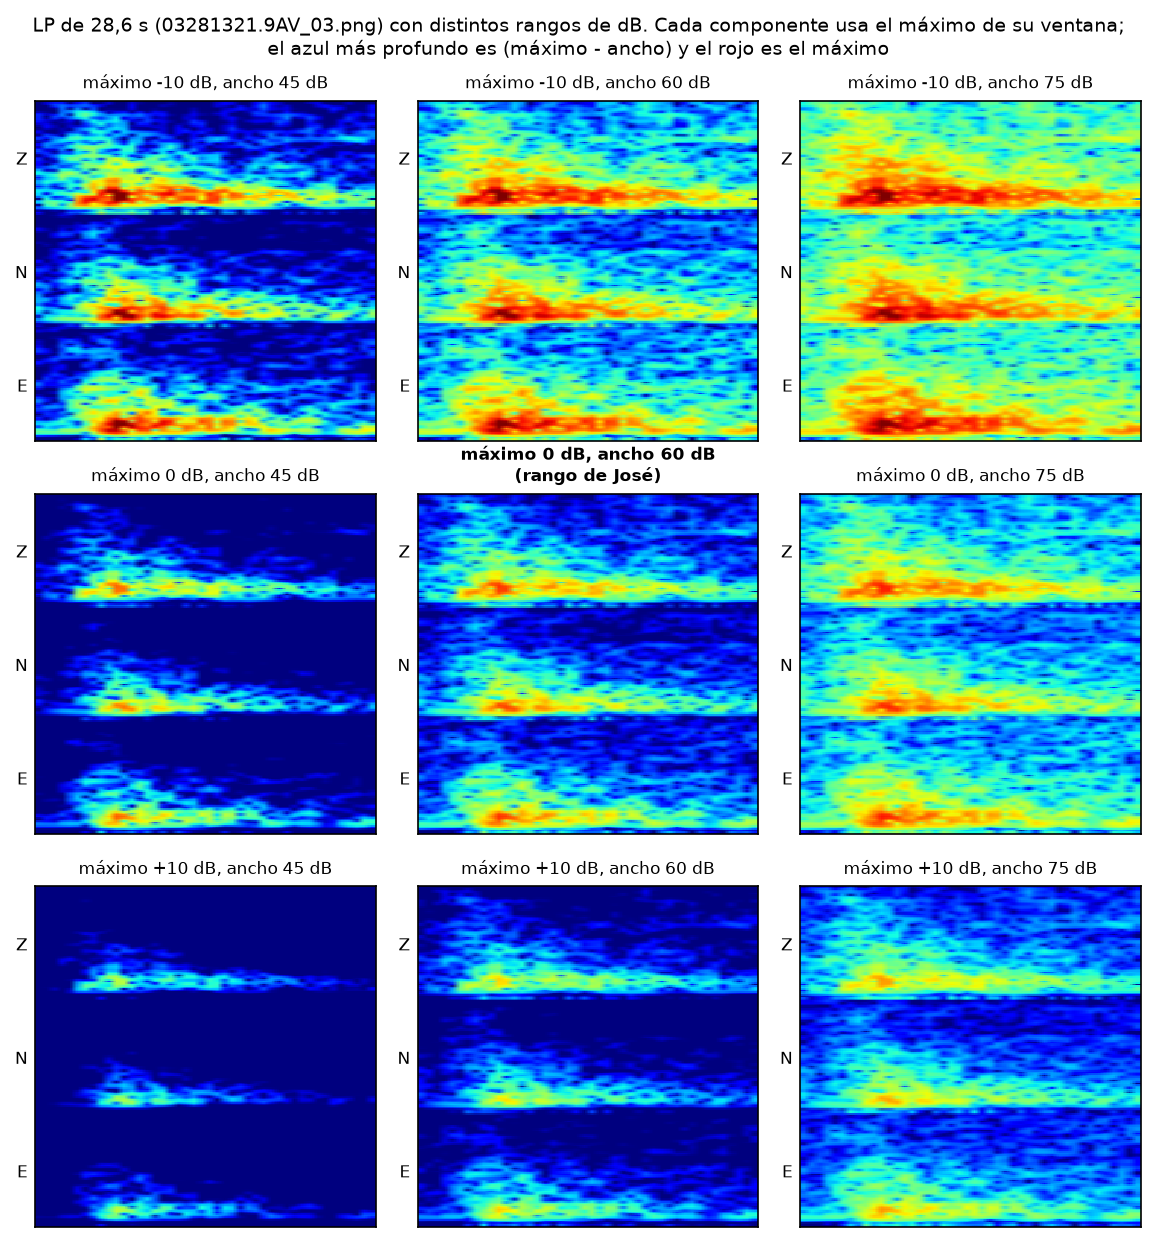 LP de 28,6 s (03281321.9AV_03.png) con distintos rangos de dB. Cada componente usa el máximo de su ventana;
el azul más profundo es (máximo - ancho) y el rojo es el máximo
máximo -10 dB, ancho 45 dB
máximo -10 dB, ancho 60 dB
máximo -10 dB, ancho 75 dB
Z
Z
Z
N
N
N
E
E
E
máximo 0 dB, ancho 45 dB
máximo 0 dB, ancho 60 dB
(rango de José)
máximo 0 dB, ancho 75 dB
Z
Z
Z
N
N
N
E
E
E
máximo +10 dB, ancho 45 dB
máximo +10 dB, ancho 60 dB
máximo +10 dB, ancho 75 dB
Z
Z
Z
N
N
N
E
E
E